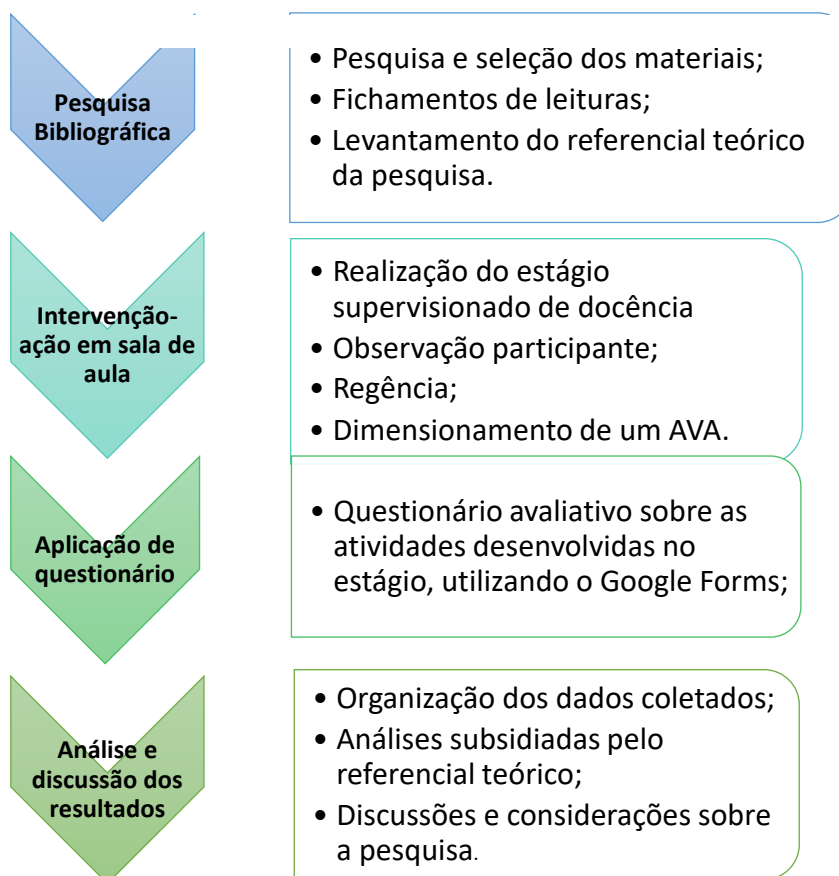 Pesquisa
Bibliográfica
• Pesquisa e seleção dos materiais;
• Fichamentos de leituras;
• Levantamento do referencial teórico
da pesquisa.
Intervenção-
ação em sala de
aula
• Realização do estágio
supervisionado de docência
• Observação participante;
• Regência;
• Dimensionamento de um AVA.
Aplicação de
questionário
• Questionário avaliativo sobre as
atividades desenvolvidas no
estágio, utilizando o Google Forms;
Análise e
discussão dos
resultados
• Organização dos dados coletados;
• Análises subsidiadas pelo
referencial teórico;
• Discussões e considerações sobre
a pesquisa.